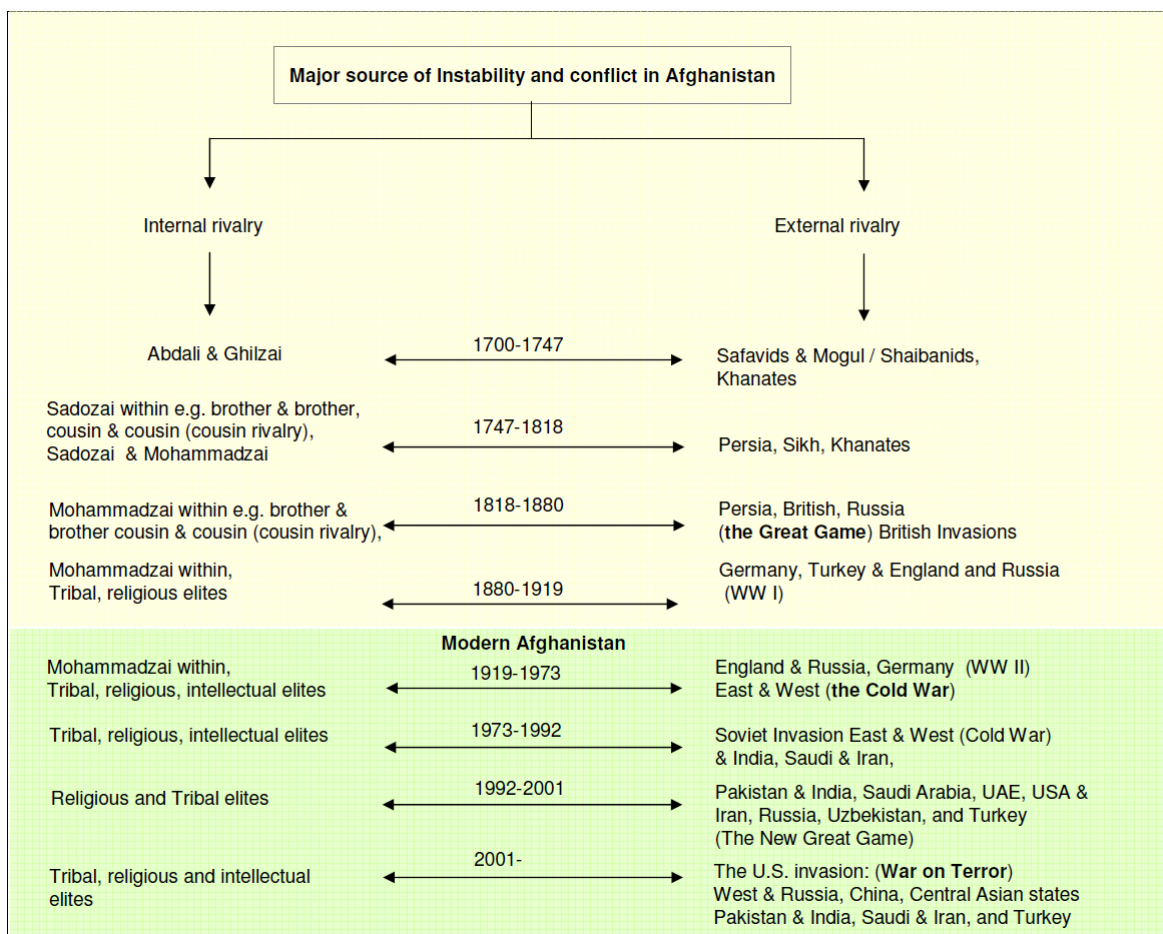 Major source of Instability and conflict in Afghanistan
Internal rivalry
External rivalry
Abdali & Ghilzai
1700-1747
Safavids & Mogul / Shaibanids,
Khanates
Sadozai within e.g. brother & brother,
cousin & cousin (cousin rivalry),
Sadozai & Mohammadzai
1747-1818
Persia, Sikh, Khanates
Mohammadzai within e.g. brother &
brother cousin & cousin (cousin rivalry),
1818-1880
Persia, British, Russia
(the Great Game) British Invasions
Mohammadzai within,
Tribal, religious elites
1880-1919
Germany, Turkey & England and Russia
(WW I)
Modern Afghanistan
Mohammadzai within,
Tribal, religious, intellectual elites
1919-1973
England & Russia, Germany (WW II)
East & West (the Cold War)
Tribal, religious, intellectual elites
1973-1992
Soviet Invasion East & West (Cold War)
& India, Saudi & Iran,
Religious and Tribal elites
1992-2001
Pakistan & India, Saudi Arabia, UAE, USA &
Iran, Russia, Uzbekistan, and Turkey
(The New Great Game)
Tribal, religious and intellectual
elites
2001-
The U.S. invasion: (War on Terror)
West & Russia, China, Central Asian states
Pakistan & India, Saudi & Iran, and Turkey